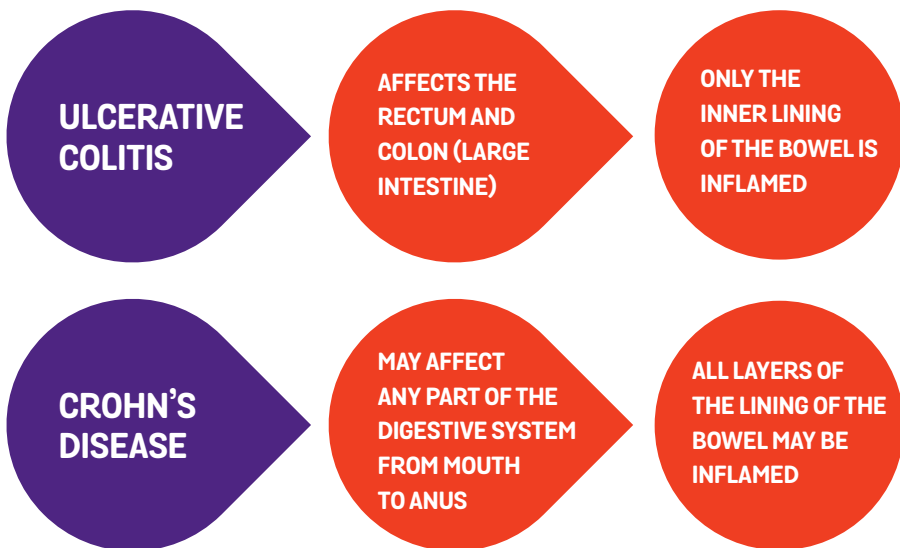 ULCERATIVE
COLITIS
AFFECTS THE
RECTUM AND
COLON (LARGE
INTESTINE)
ONLY THE
INNER LINING
OF THE BOWEL IS
INFLAMED
CROHN'S
DISEASE
MAY AFFECT
ANY PART OF THE
DIGESTIVE SYSTEM
FROM MOUTH
TO ANUS
ALL LAYERS OF
THE LINING OF THE
BOWEL MAY BE
INFLAMED